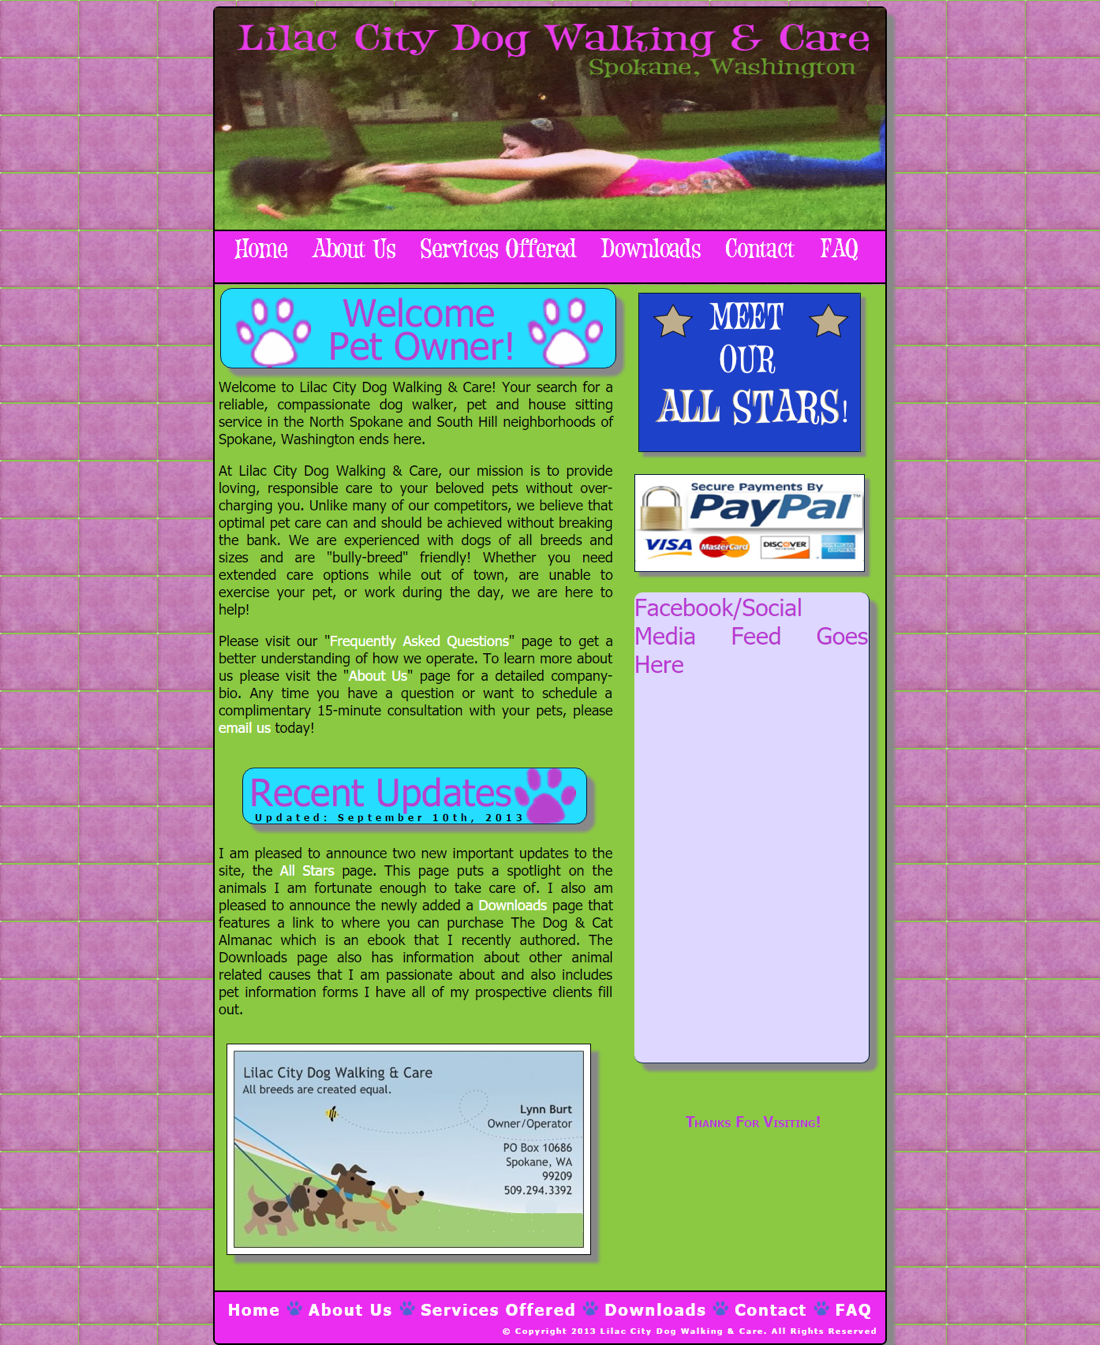 Lilac City Dog Walking & Care
Spokane, Washington
Home About Us Services Offered Downloads Contact FAQ
Welcome
Pet Owner!
Welcome to Lilac City Dog Walking & Care! Your search for a
reliable, compassionate dog walker, pet and house sitting
service in the North Spokane and South Hill neighborhoods of
Spokane, Washington ends here.
At Lilac City Dog Walking & Care, our mission is to provide
loving, responsible care to your beloved pets without over-
charging you. Unlike many of our competitors, we believe that
optimal pet care can and should be achieved without breaking
the bank. We are experienced with dogs of all breeds and
sizes and are "bully-breed" friendly! Whether you need
extended care options while out of town, are unable to
exercise your pet, or work during the day, we are here to
help!
Please visit our "Frequently Asked Questions" page to get a
better understanding of how we operate. To learn more about
us please visit the "About Us" page for a detailed company-
bio. Any time you have a question or want to schedule a
complimentary 15-minute consultation with your pets, please
email us today!
Recent Updates
Updated: September 10th, 2013
I am pleased to announce two new important updates to the
site, the All Stars page. This page puts a spotlight on the
animals I am fortunate enough to take care of. I also am
pleased to announce the newly added a Downloads page that
features a link to where you can purchase The Dog & Cat
Almanac which is an ebook that I recently authored. The
Downloads page also has information about other animal
related causes that I am passionate about and also includes
pet information forms I have all of my prospective clients fill
out.
Lilac City Dog Walking & Care
All breeds are created equal.
Lynn Burt
Owner/Operator
PO Box 10686
Spokane, WA
99209
509.294.3392
MEET
OUR
ALL STARS!
Secure Payments By
PayPal™
VISA MasterCard DISCOVER NETWORK AMERICAN EXPRESS
Facebook/Social
Media Feed Goes
Here
Thanks For Visiting!
Home About Us Services Offered Downloads Contact FAQ
© Copyright 2013 Lilac City Dog Walking & Care. All Rights Reserved